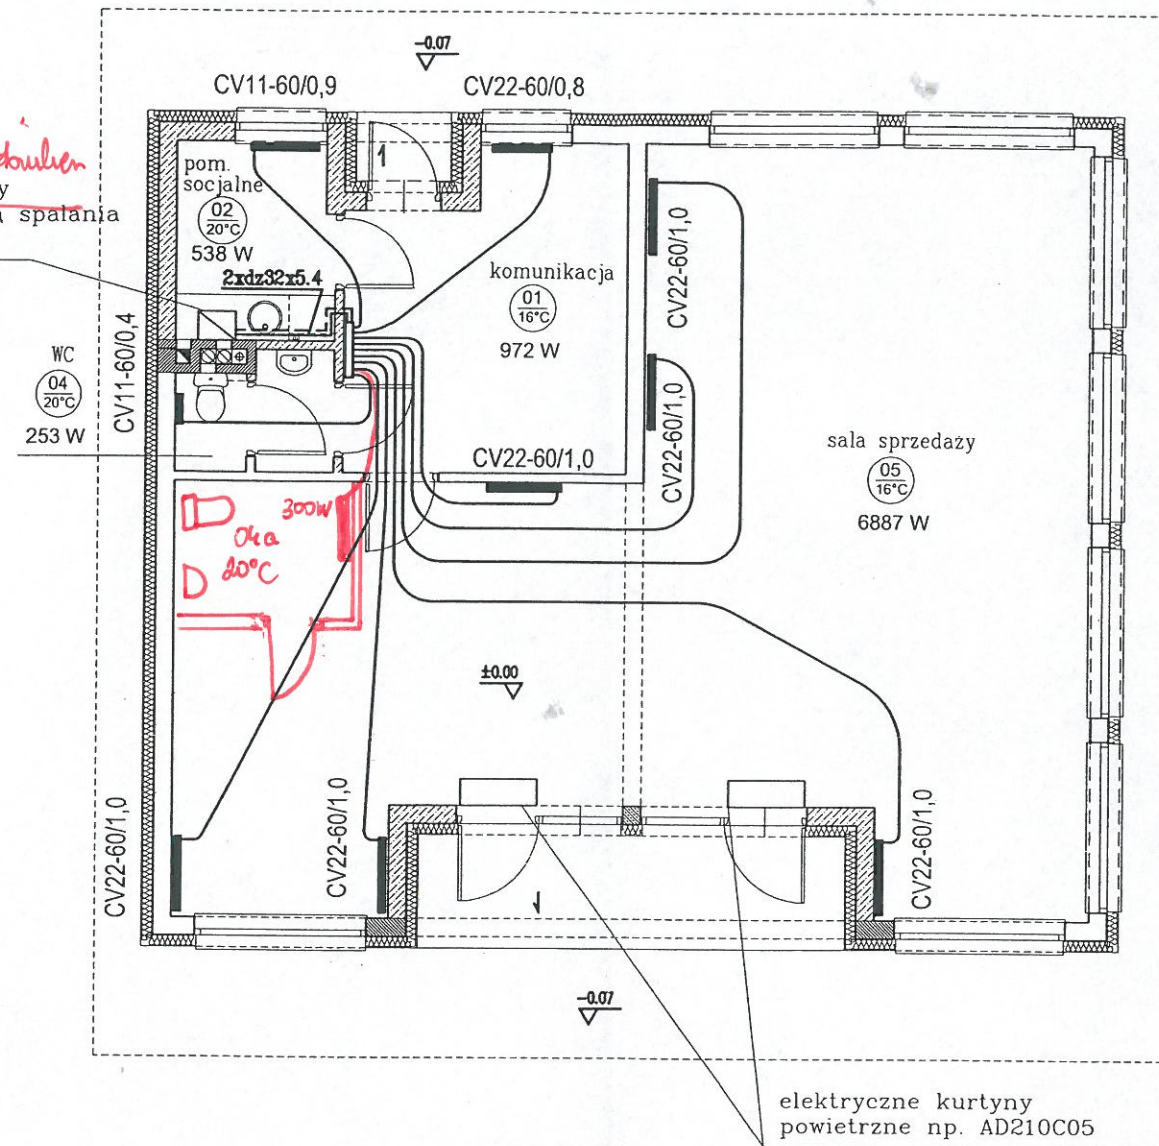 -0.07
CV11-60/0,9
CV22-60/0,8
y
spalania
pom.
socjalne
02
20°C
538 W
2xdz32x5.4
1
komunikacja
01
16°C
972 W
CV22-60/1,0
CV22-60/1,0
CV11-60/0,4
WC
04
20°C
253 W
CV22-60/1,0
sala sprzedaży
05
16°C
6887 W
300W
04a
20°C
±0.00
CV22-60/1,0
CV22-60/1,0
CV22-60/1,0
1
-0.07
elektryczne kurtyny
powietrzne np. AD210C05